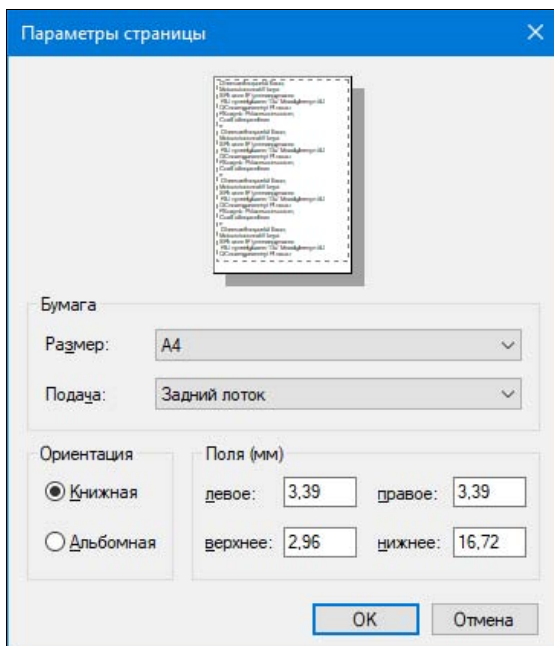 Параметры страницы
Бумага
Размер: A4
Подача: Задний лоток
Ориентация
Книжная
Альбомная
Поля (мм)
левое: 3,39 правое: 3,39
верхнее: 2,96 нижнее: 16,72
OK Отмена